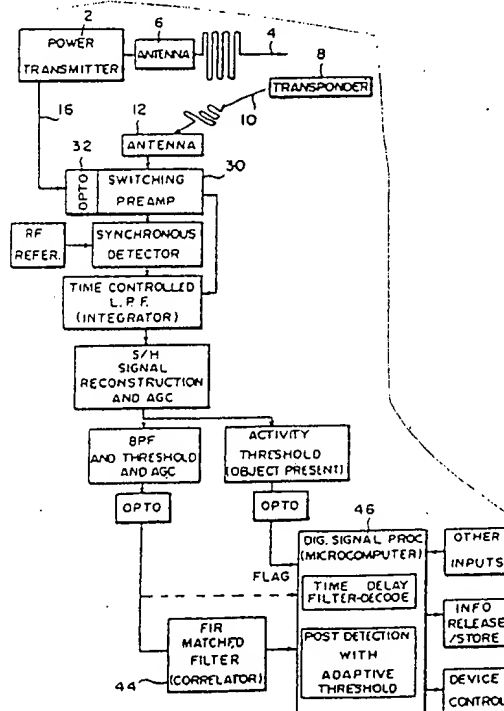 2
6
4
POWER
TRANSMITTER
ANTENNA
8
TRANSPONDER
16
10
12
ANTENNA
32
30
OPTO
SWITCHING
PREAMP
RF
REFER.
SYNCHRONOUS
DETECTOR
TIME CONTROLLED
L.P.F.
(INTEGRATOR)
S/H
SIGNAL
RECONSTRUCTION
AND AGC
BPF
AND THRESHOLD
AND AGC
ACTIVITY
THRESHOLD
(OBJECT PRESENT)
OPTO
OPTO
46
DIG. SIGNAL PROC
(MICROCOMPUTER)
OTHER
INPUTS
FLAG
TIME DELAY
FILTER-DECODE
INFO
RELEASE
/STORE
FIR
MATCHED
FILTER
(CORRELATOR)
44
POST DETECTION
WITH
ADAPTIVE
THRESHOLD
DEVICE
CONTROL